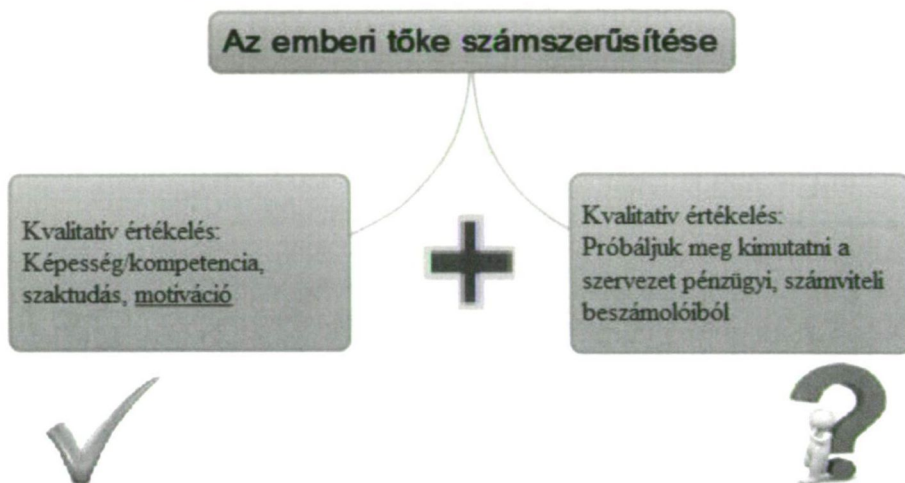 Az emberi tőke számszerűsítése
Kvalitatív értékelés:
Képesség/kompetencia,
szaktudás, motiváció
Kvalitatív értékelés:
Próbáljuk meg kimutatni a
szervezet pénzügyi, számviteli
beszámolóiból